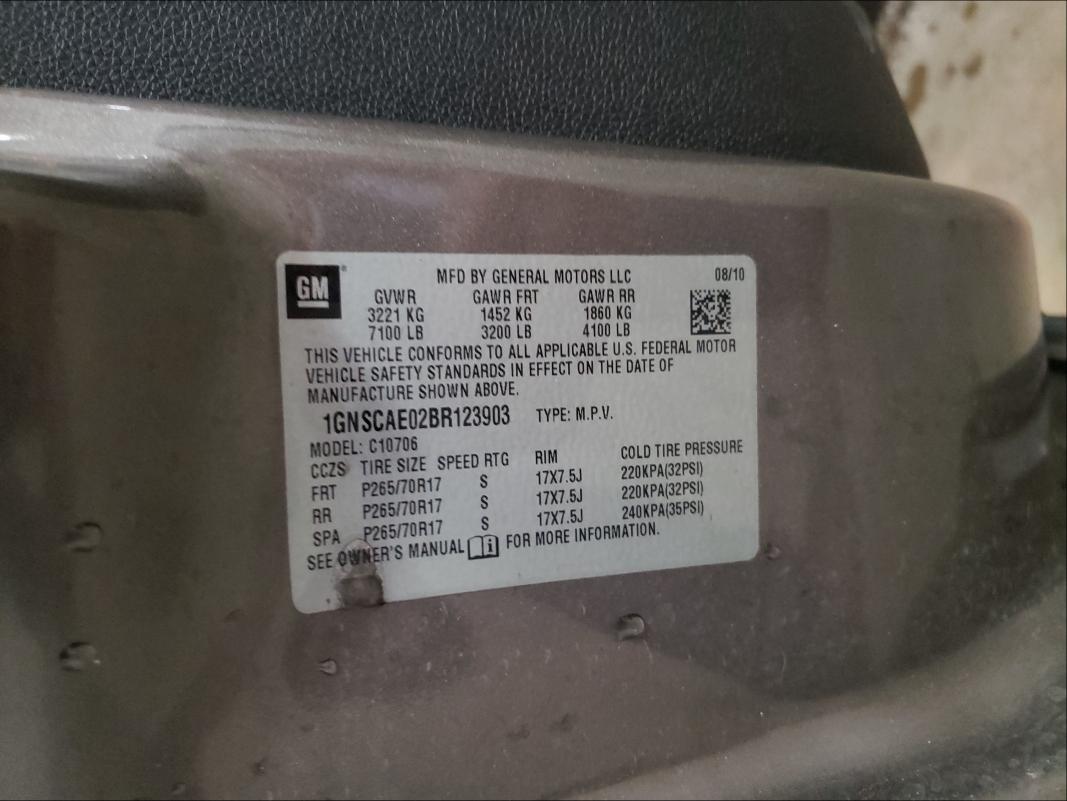 GM
MFD BY GENERAL MOTORS LLC 08/10
GVWR GAWR FRT GAWR RR
3221 KG 1452 KG 1860 KG
7100 LB 3200 LB 4100 LB
THIS VEHICLE CONFORMS TO ALL APPLICABLE U.S. FEDERAL MOTOR
VEHICLE SAFETY STANDARDS IN EFFECT ON THE DATE OF
MANUFACTURE SHOWN ABOVE.
1GNSCAE02BR123903 TYPE: M.P.V.
MODEL: C10706
CCZS TIRE SIZE SPEED RTG RIM COLD TIRE PRESSURE
FRT P265/70R17 S 17X7.5J 220KPA(32PSI)
RR P265/70R17 S 17X7.5J 220KPA(32PSI)
SPA P265/70R17 S 17X7.5J 240KPA(35PSI)
SEE OWNER'S MANUAL FOR MORE INFORMATION.